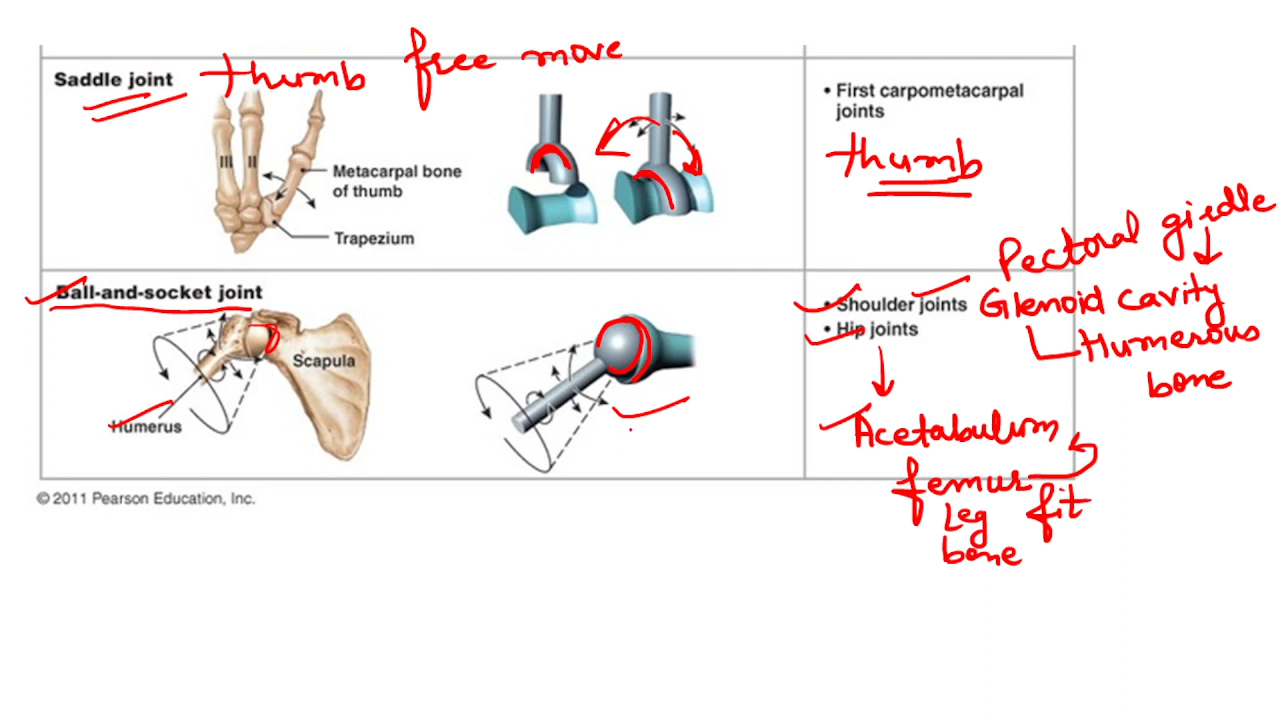 Saddle joint
thumb free move
III II
Metacarpal bone
of thumb
Trapezium
• First carpometacarpal
joints
thumb
Ball-and-socket joint
Scapula
Humerus
• Shoulder joints
• Hip joints
Pectoral girdle
Glenoid cavity
Humerous
bone
Acetabulum
femur fit
Leg
bone
© 2011 Pearson Education, Inc.